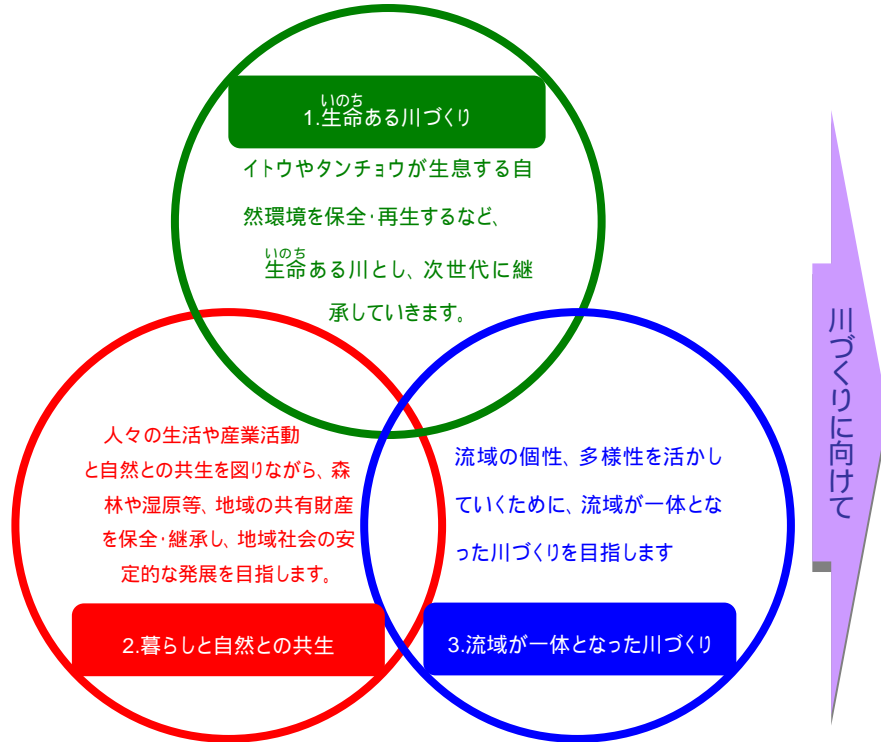 いのち
1.生命ある川づくり
イトウやタンチョウが生息する自
然環境を保全・再生するなど、
いのち
生命ある川とし、次世代に継
承していきます。
人々の生活や産業活動
と自然との共生を図りながら、森
林や湿原等、地域の共有財産
を保全・継承し、地域社会の安
定的な発展を目指します。
2.暮らしと自然との共生
流域の個性、多様性を活かし
ていくために、流域が一体とな
った川づくりを目指します
3.流域が一体となった川づくり
川づくりに向けて